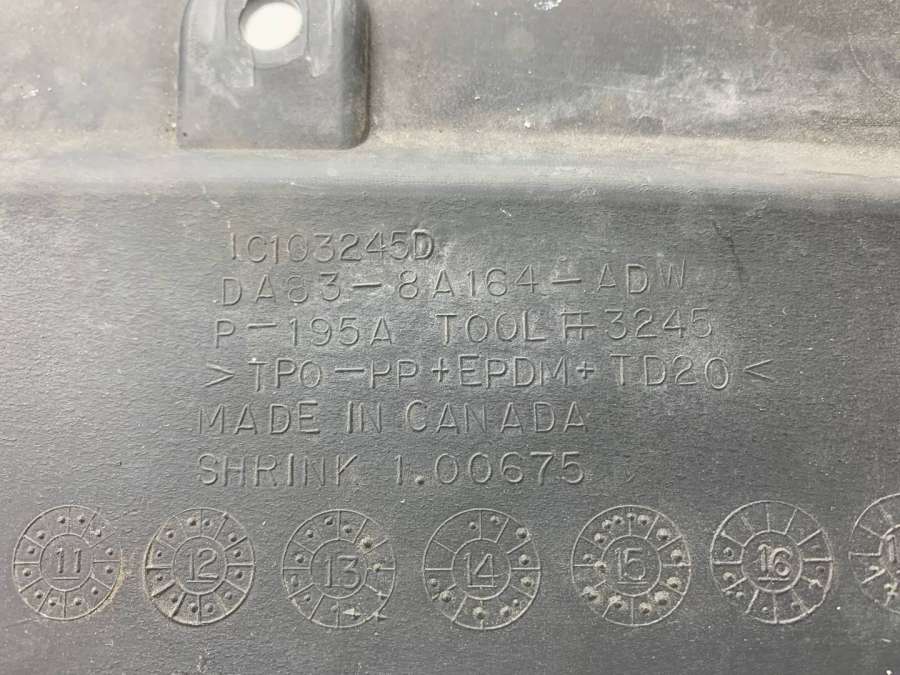 1C103245D
DA83-8A164-ADW
P-195A TOOL #3245
>TPO-PP+EPDM+TD20<
MADE IN CANADA
SHRINK 1.00675
11 12 13 14 15 16